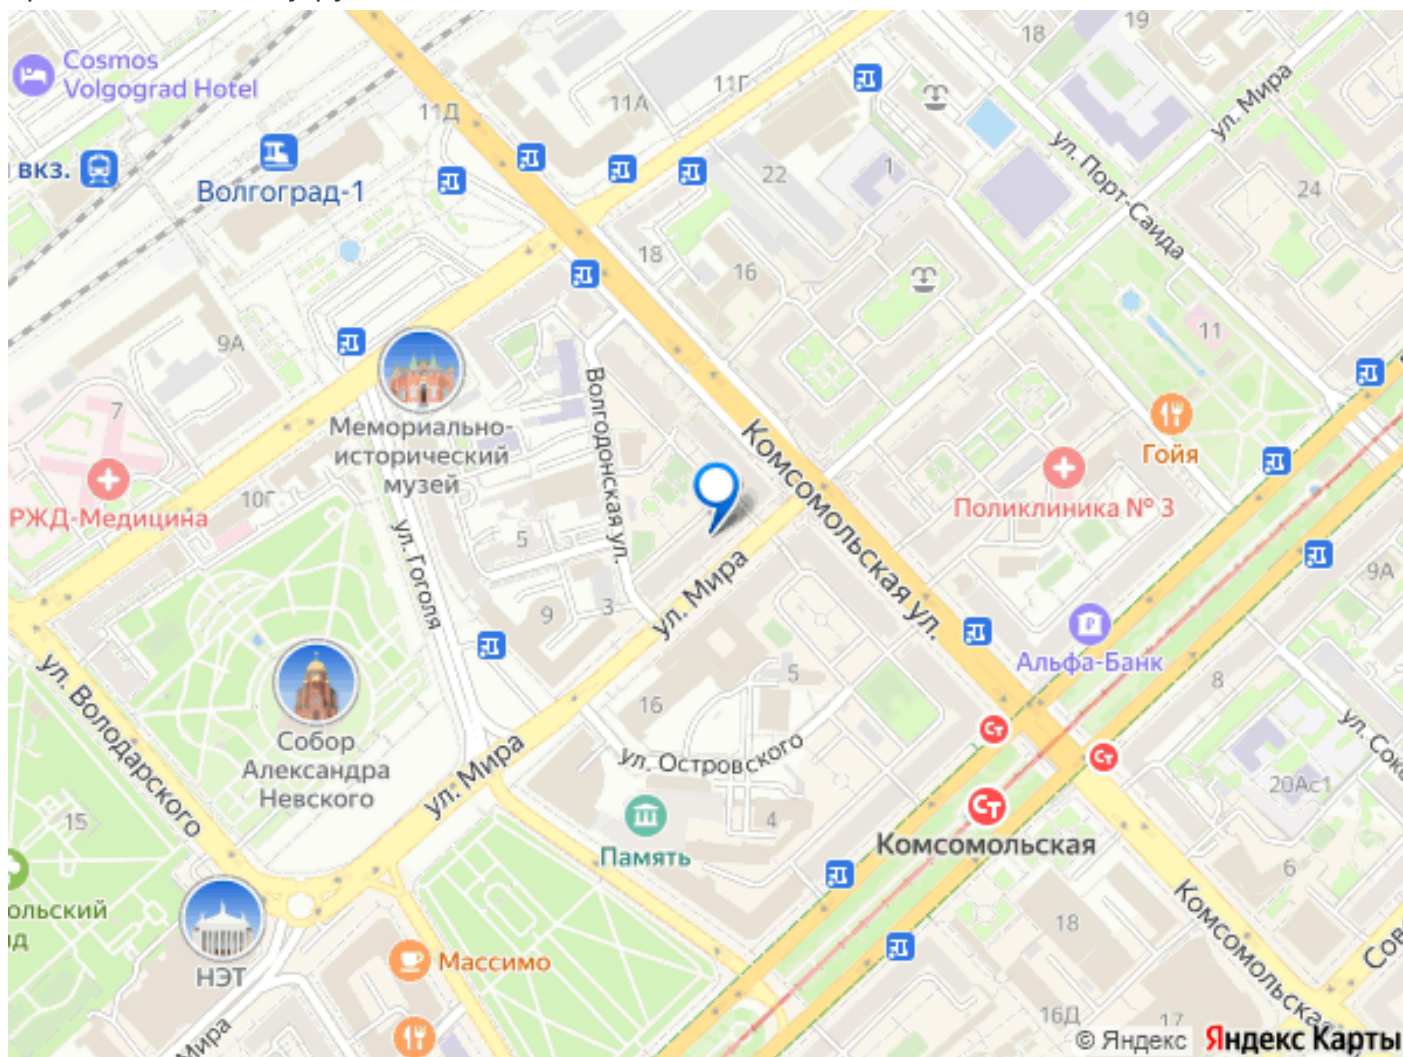 Cosmos
Volgograd Hotel
вкз.
Волгоград-1
11Д
11А
11Г
18
19
ул. Мира
ул. Порт-Саида
22
1
24
18
16
11
9А
7
Мемориально-
исторический
музей
Волгодонская ул.
Комсомольская ул.
Гойя
Поликлиника № 3
РЖД-Медицина
10Г
ул. Гоголя
5
9
3
ул. Мира
9А
Альфа-Банк
8
5
16
ул. Володарского
Собор
Александра
Невского
ул. Мира
ул. Островского
4
Память
Ст
Ст
Ст
Комсомольская
20Ас1
6
15
ольский
НЭТ
Массимо
18
Комсомольская
16Д
17
Мира
© Яндекс
Яндекс Карты